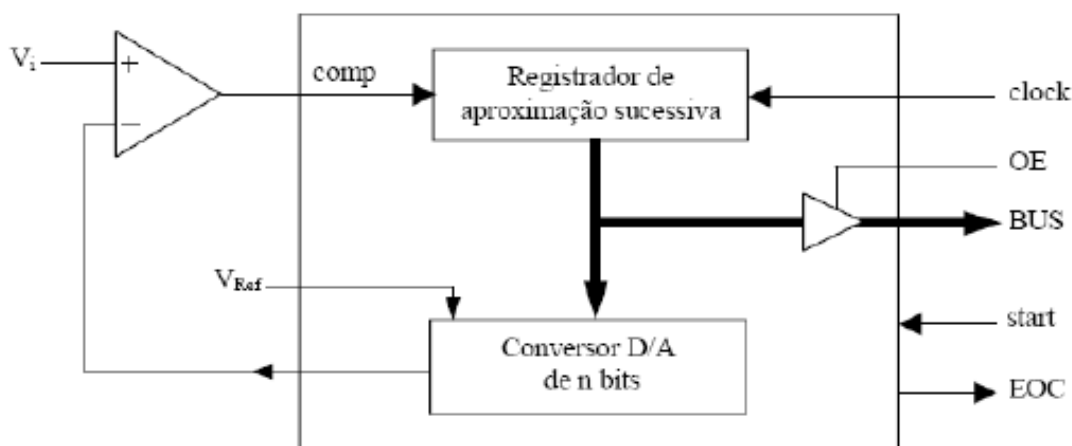 Vi
+
−
comp
Registrador de
aproximação sucessiva
clock
OE
BUS
VRef
Conversor D/A
de n bits
start
EOC